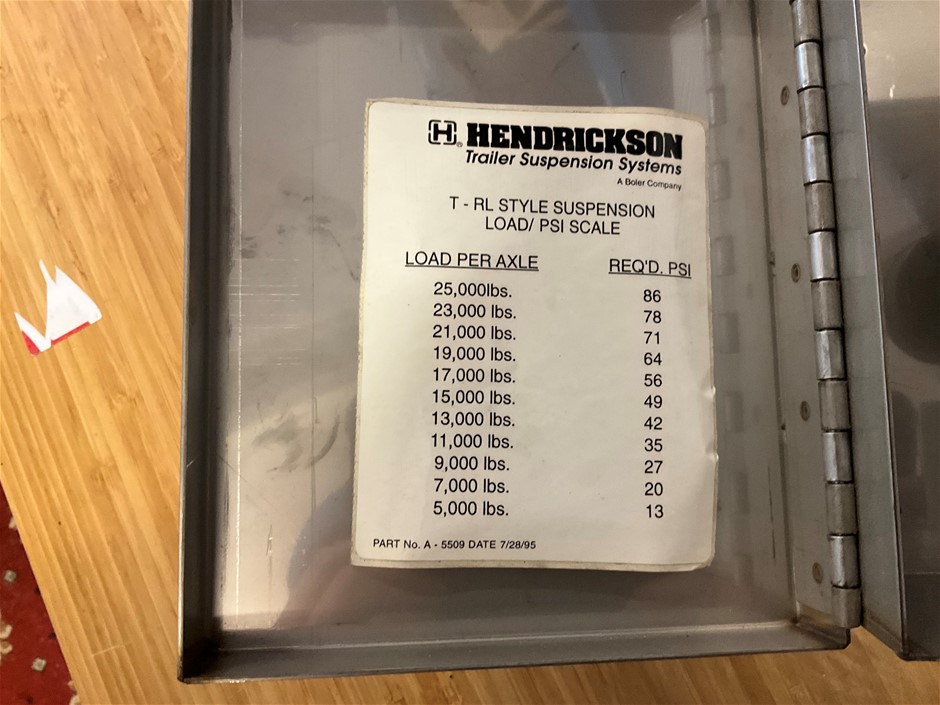 H® HENDRICKSON
Trailer Suspension Systems
A Boler Company
T - RL STYLE SUSPENSION
LOAD/ PSI SCALE
LOAD PER AXLE REQ'D. PSI
25,000lbs. 86
23,000 lbs. 78
21,000 lbs. 71
19,000 lbs. 64
17,000 lbs. 56
15,000 lbs. 49
13,000 lbs. 42
11,000 lbs. 35
9,000 lbs. 27
7,000 lbs. 20
5,000 lbs. 13
PART No. A - 5509 DATE 7/28/95